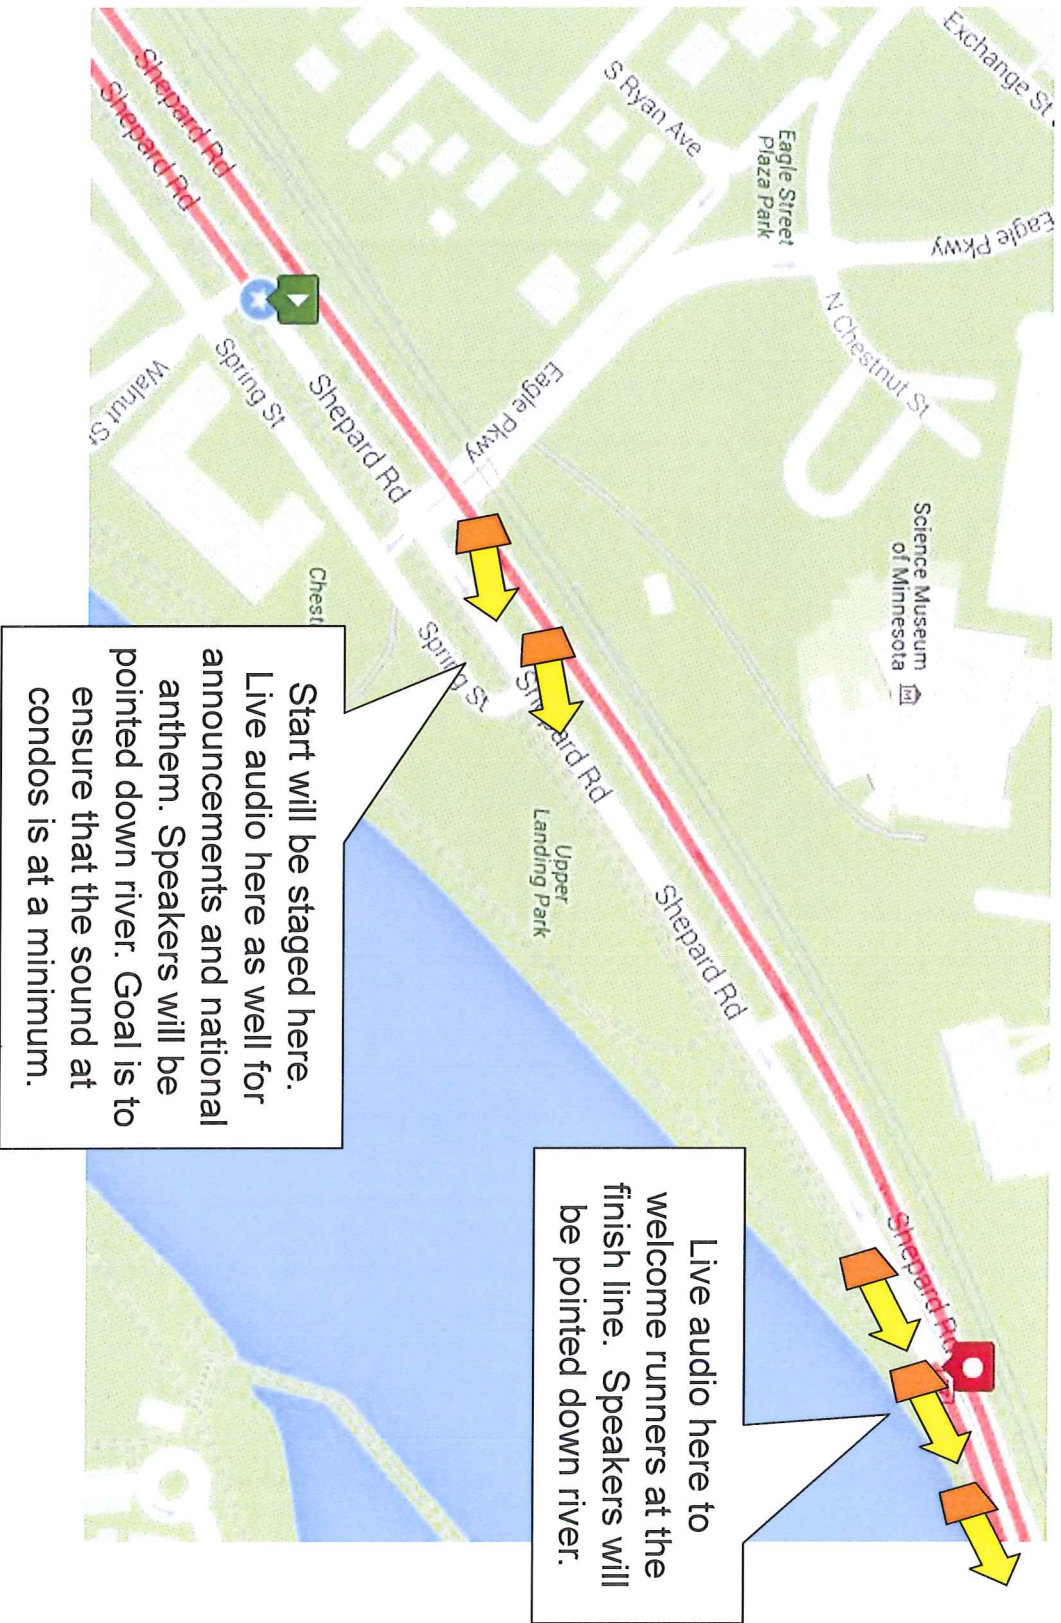 Exchange St
Eagle Pkwy
S Ryan Ave
Eagle Street
Plaza Park
N Chestnut St
Science Museum
of Minnesota
Shepard Rd
Shepard Rd
Eagle Pkwy
Shepard Rd
Spring St
Walnut St
Spring St
Shepard Rd
Upper
Landing Park
Shepard Rd
Shepard Rd
Start will be staged here.
Live audio here as well for
announcements and national
anthem. Speakers will be
pointed down river. Goal is to
ensure that the sound at
condos is at a minimum.
Live audio here to
welcome runners at the
finish line. Speakers will
be pointed down river.